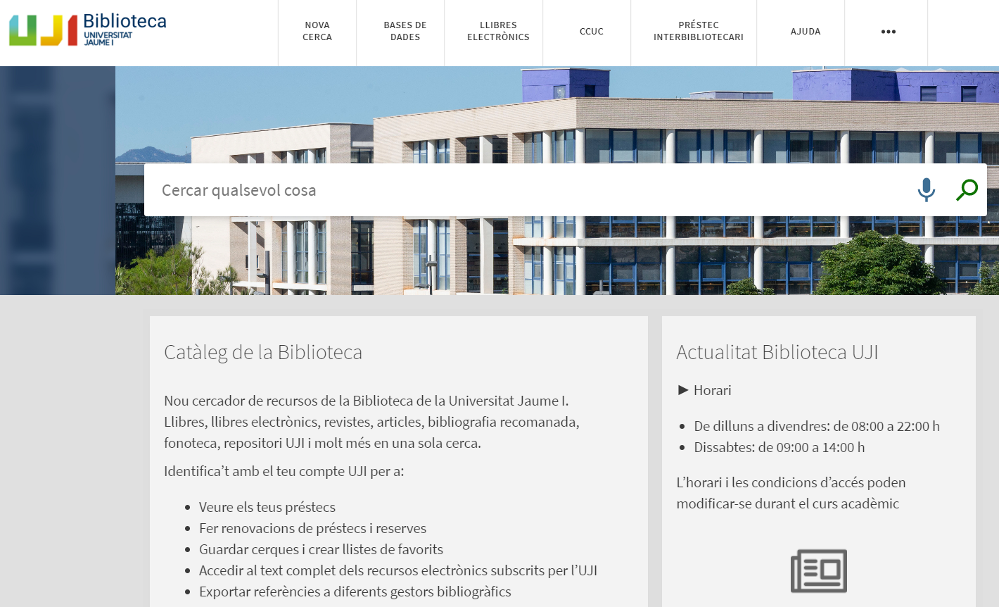 Biblioteca
UNIVERSITAT
JAUME I
NOVA
CERCA
BASES DE
DADES
LLIBRES
ELECTRÒNICS
CCUC
PRÉSTEC
INTERBIBLIOTECARI
AJUDA
Cercar qualsevol cosa
Catàleg de la Biblioteca
Nou cercador de recursos de la Biblioteca de la Universitat Jaume I.
Llibres, llibres electrònics, revistes, articles, bibliografia recomanada,
fonoteca, repositori UJI i molt més en una sola cerca.
Identifica’t amb el teu compte UJI per a:
• Veure els teus préstecs
• Fer renovacions de préstecs i reserves
• Guardar cerques i crear llistes de favorits
• Accedir al text complet dels recursos electrònics subscrits per l’UJI
• Exportar referències a diferents gestors bibliogràfics
Actualitat Biblioteca UJI
► Horari
• De dilluns a divendres: de 08:00 a 22:00 h
• Dissabtes: de 09:00 a 14:00 h
L’horari i les condicions d’accés poden
modificar-se durant el curs acadèmic